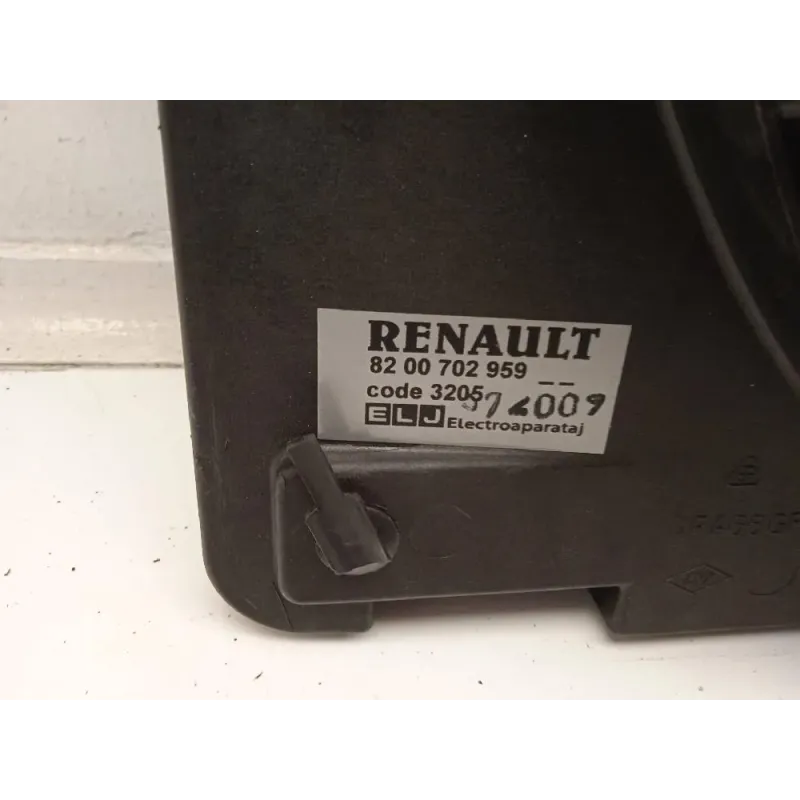 RENAULT
82 00 702 959 _ _
code 3205
ELJ Electroaparataj